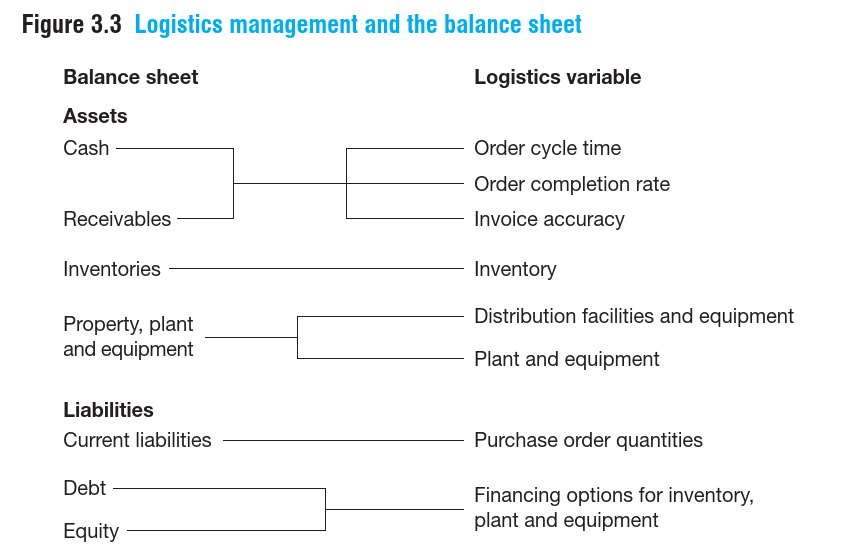 Figure 3.3 Logistics management and the balance sheet
Balance sheet Logistics variable
Assets
Cash Order cycle time
Order completion rate
Receivables Invoice accuracy
Inventories Inventory
Property, plant
and equipment
Distribution facilities and equipment
Plant and equipment
Liabilities
Current liabilities Purchase order quantities
Debt
Equity
Financing options for inventory,
plant and equipment